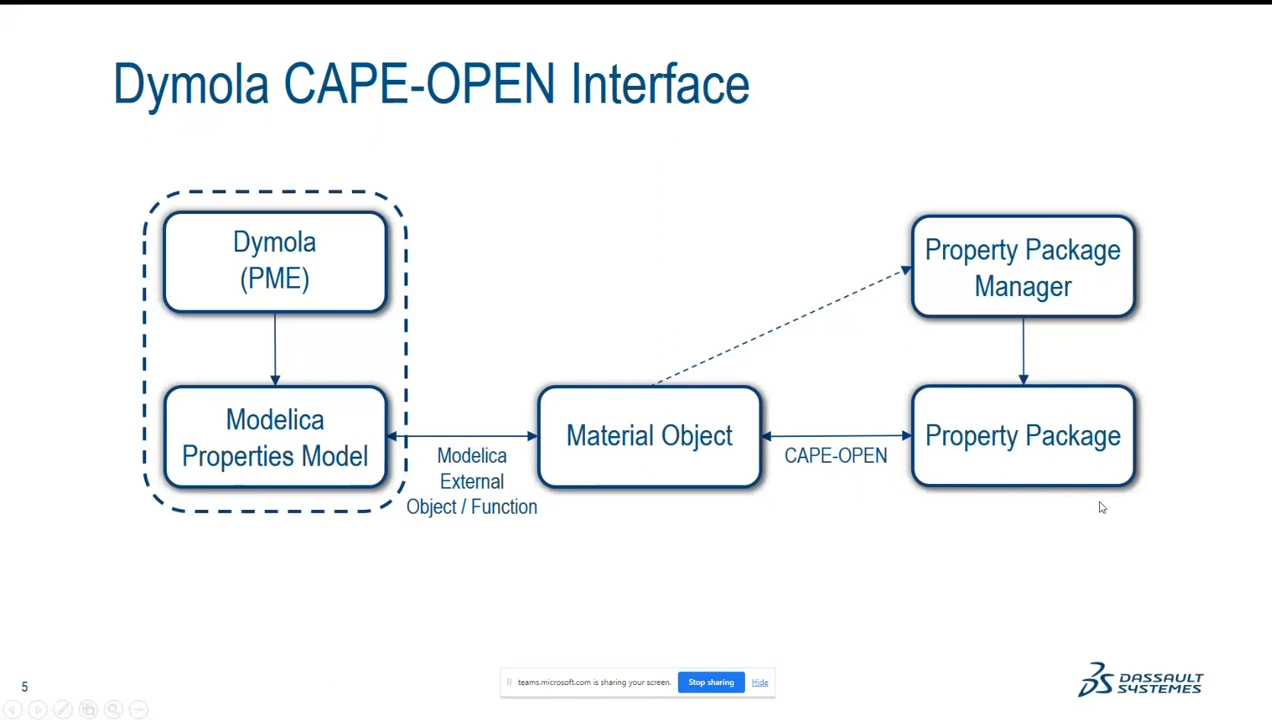 Dymola CAPE-OPEN Interface
Dymola
(PME)
Property Package
Manager
Modelica
Properties Model
Modelica
External
Object / Function
Material Object
CAPE-OPEN
Property Package
5
teams.microsoft.com is sharing your screen.
Stop sharing
Hide
DASSAULT
SYSTEMES